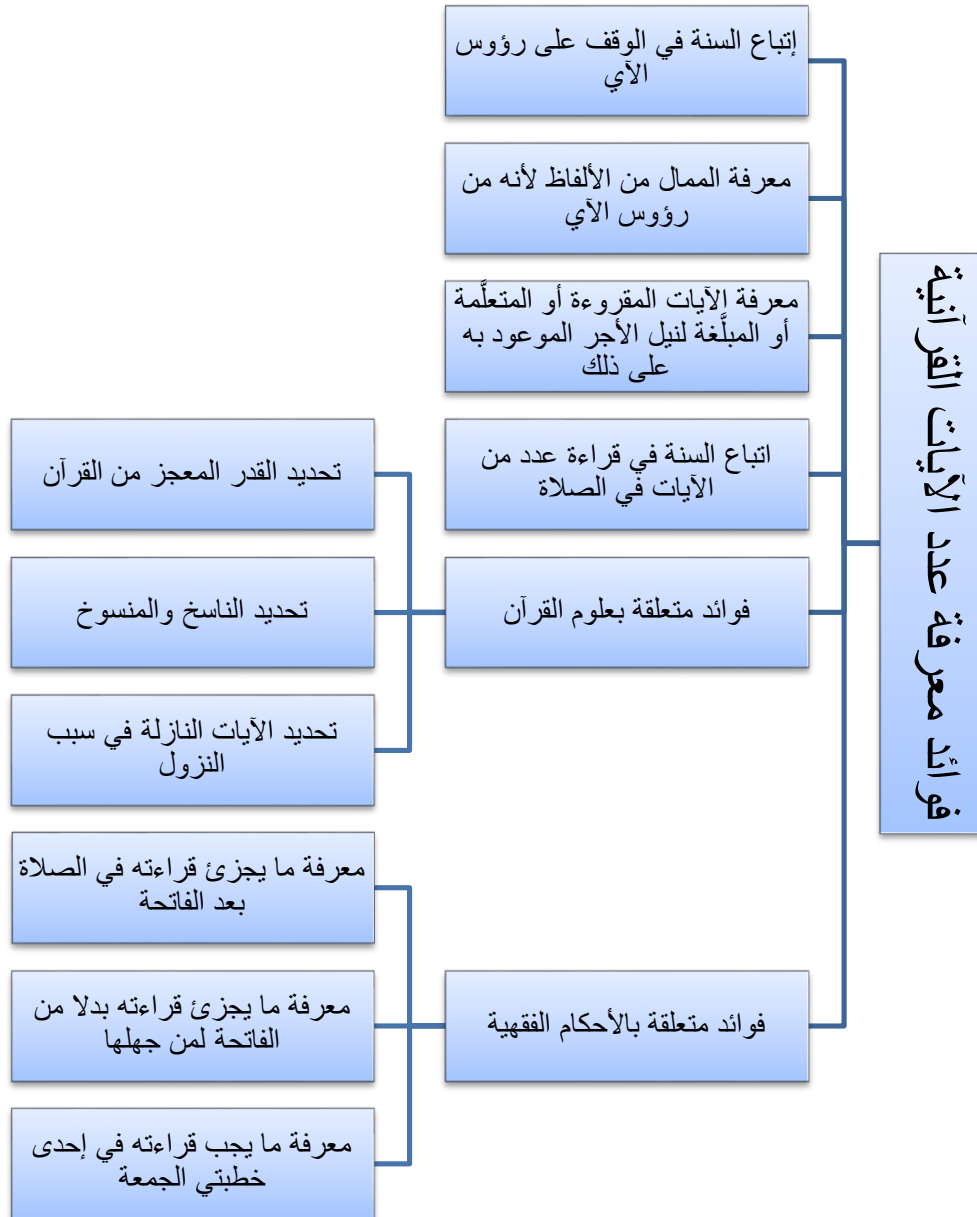 فوائد معرفة عدد الآيات القرآنية
إتباع السنة في الوقف على رؤوس
الآي
معرفة الممال من الألفاظ لأنه من
رؤوس الآي
معرفة الآيات المقروءة أو المتعلَّمة
أو المبلَّغة لنيل الأجر الموعود به
على ذلك
اتباع السنة في قراءة عدد من
الآيات في الصلاة
فوائد متعلقة بعلوم القرآن
تحديد القدر المعجز من القرآن
تحديد الناسخ والمنسوخ
تحديد الآيات النازلة في سبب
النزول
فوائد متعلقة بالأحكام الفقهية
معرفة ما يجزئ قراءته في الصلاة
بعد الفاتحة
معرفة ما يجزئ قراءته بدلا من
الفاتحة لمن جهلها
معرفة ما يجب قراءته في إحدى
خطبتي الجمعة